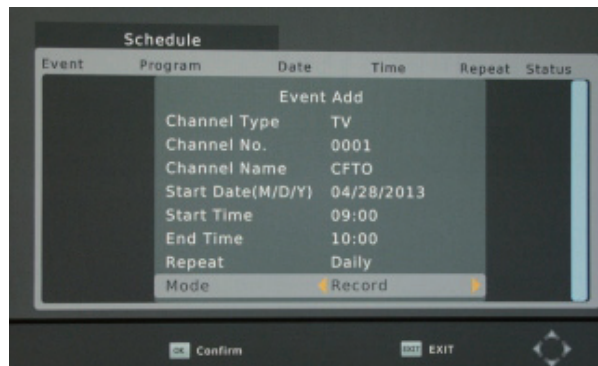 Schedule
Event Program Date Time Repeat Status
Event Add
Channel Type TV
Channel No. 0001
Channel Name CFTO
Start Date(M/D/Y) 04/28/2013
Start Time 09:00
End Time 10:00
Repeat Daily
Mode Record
OK Confirm EXIT EXIT